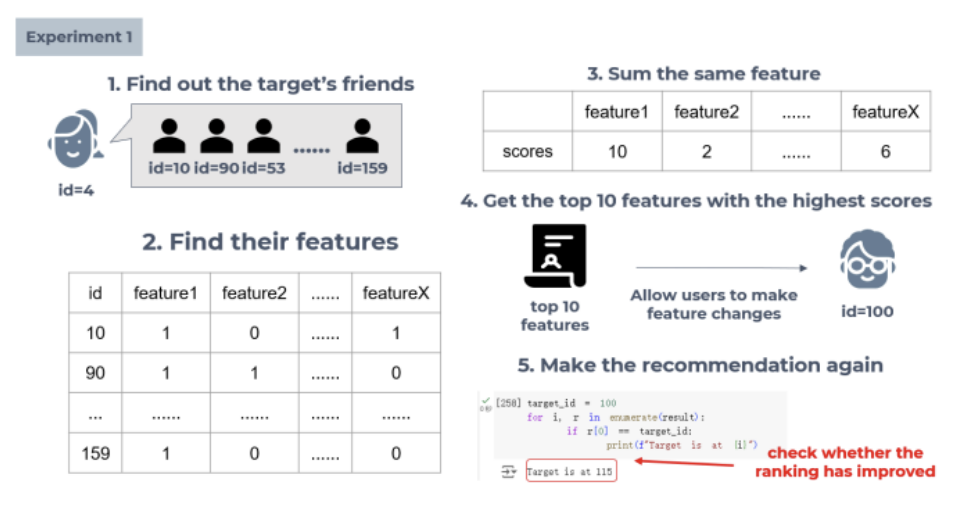 Experiment 1
1. Find out the target's friends
id=10 id=90 id=53 ...... id=159
id=4
2. Find their features
id feature1 feature2 ...... featureX
10 1 0 ...... 1
90 1 1 ...... 0
... ...... ...... ...... ......
159 1 0 ...... 0
3. Sum the same feature
feature1 feature2 ...... featureX
scores 10 2 ...... 6
4. Get the top 10 features with the highest scores
top 10
features
Allow users to make
feature changes
id=100
5. Make the recommendation again
[258] target_id = 100
for i, r in enumerate(result):
if r[0] == target_id:
print(f"Target is at {i}")
Target is at 115
check whether the
ranking has improved